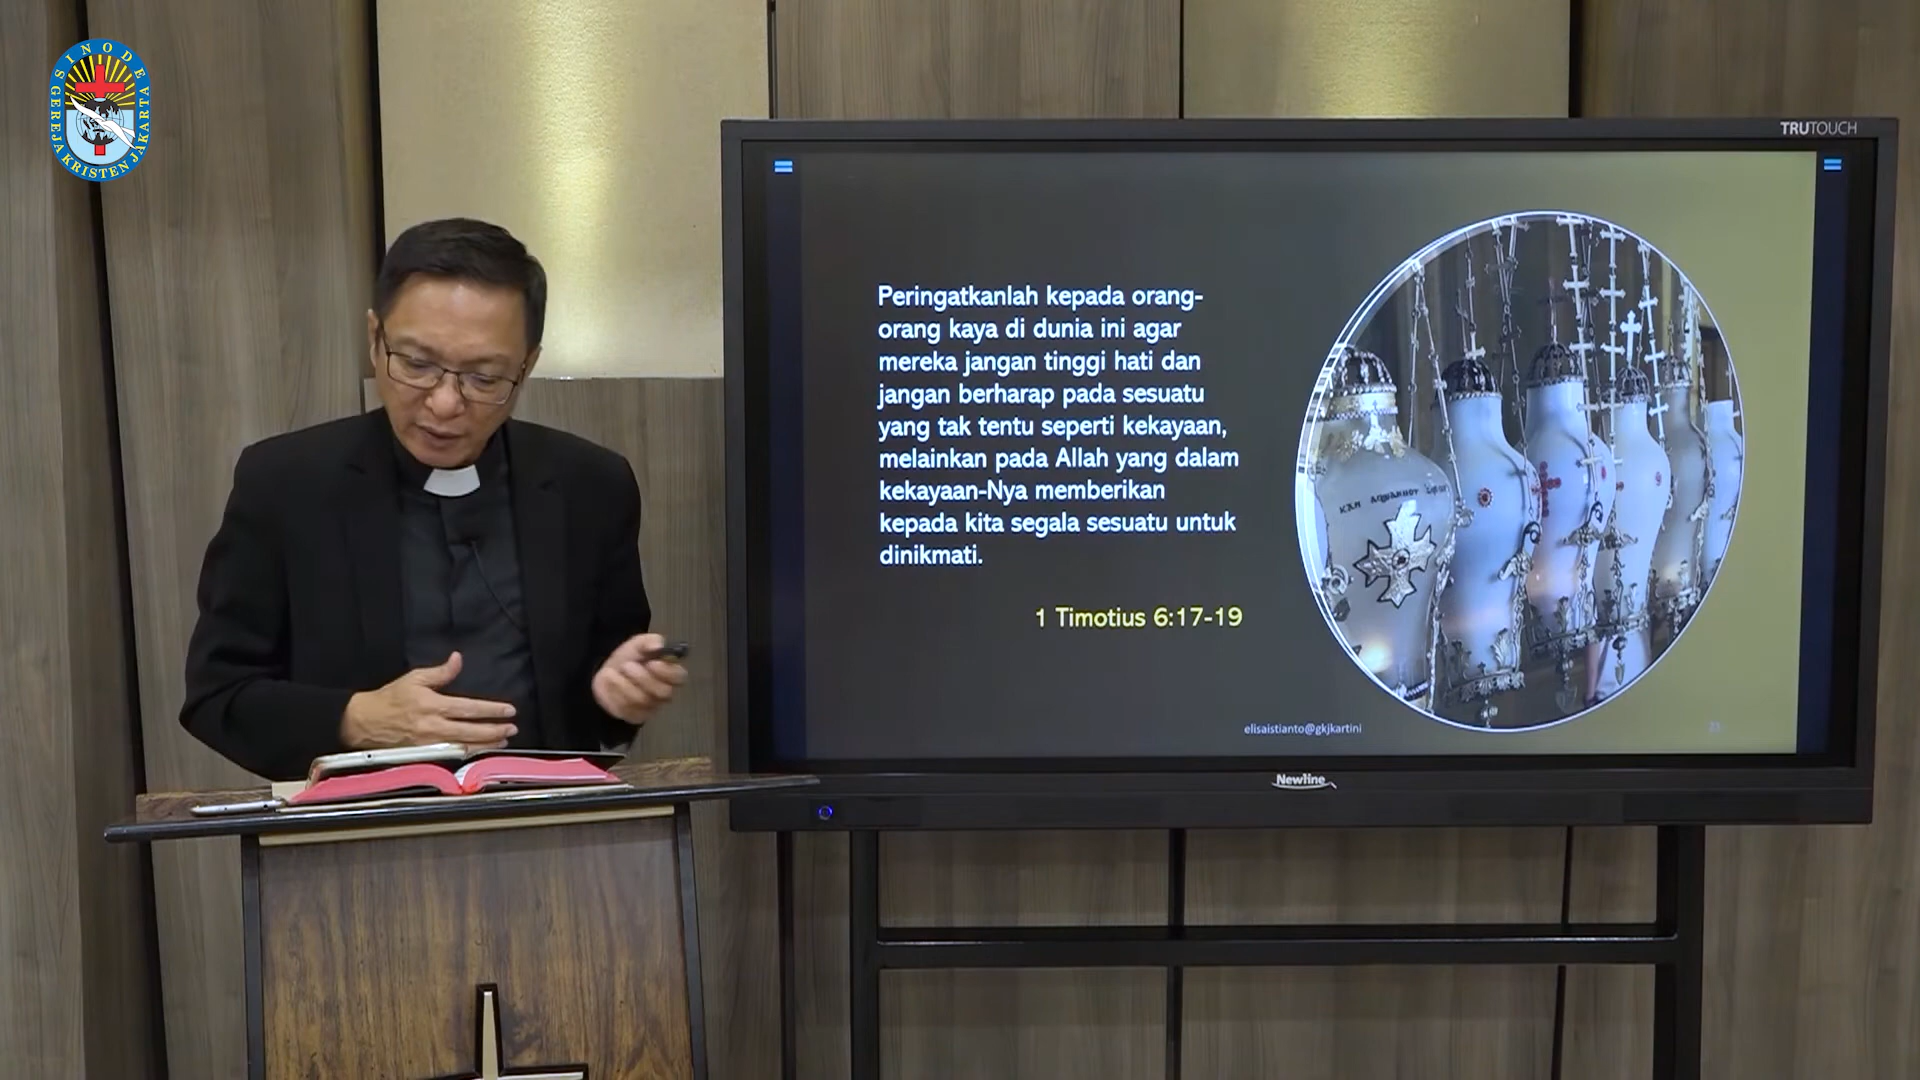 SINODE GEREJA KRISTEN JAKARTA
TRUTOUCH
Peringatkanlah kepada orang-
orang kaya di dunia ini agar
mereka jangan tinggi hati dan
jangan berharap pada sesuatu
yang tak tentu seperti kekayaan,
melainkan pada Allah yang dalam
kekayaan-Nya memberikan
kepada kita segala sesuatu untuk
dinikmati.
1 Timotius 6:17-19
elisaistianto@gkjkartini
Newline